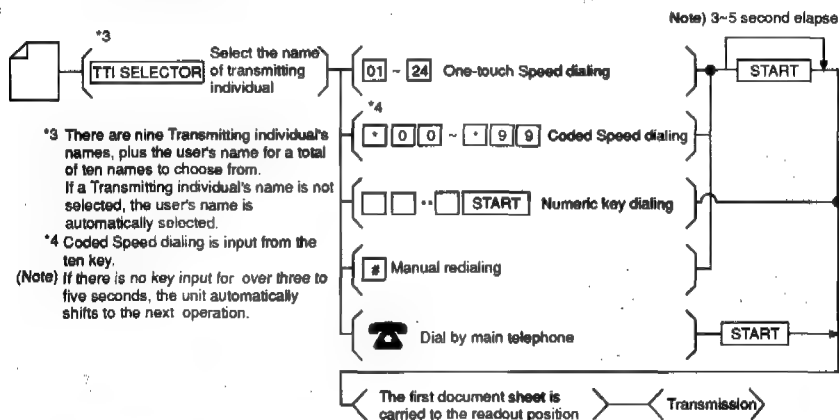 Note) 3~5 second elapse
*3
TTI SELECTOR Select the name of transmitting individual
01 ~ 24 One-touch Speed dialing
START
*4
* 0 0 ~ * 9 9 Coded Speed dialing
*3 There are nine Transmitting individual's
names, plus the user's name for a total
of ten names to choose from.
If a Transmitting individual's name is not
selected, the user's name is
automatically selected.
*4 Coded Speed dialing is input from the
ten key.
(Note) If there is no key input for over three to
five seconds, the unit automatically
shifts to the next operation.
·· START Numeric key dialing
# Manual redialing
Dial by main telephone
START
The first document sheet is
carried to the readout position
Transmission